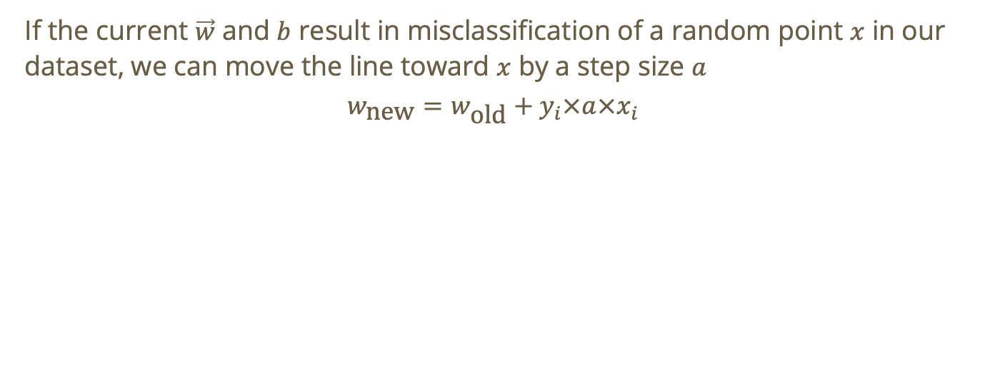 If the current w⃗ and b result in misclassification of a random point x in our
dataset, we can move the line toward x by a step size a
wnew = wold + yi×a×xi